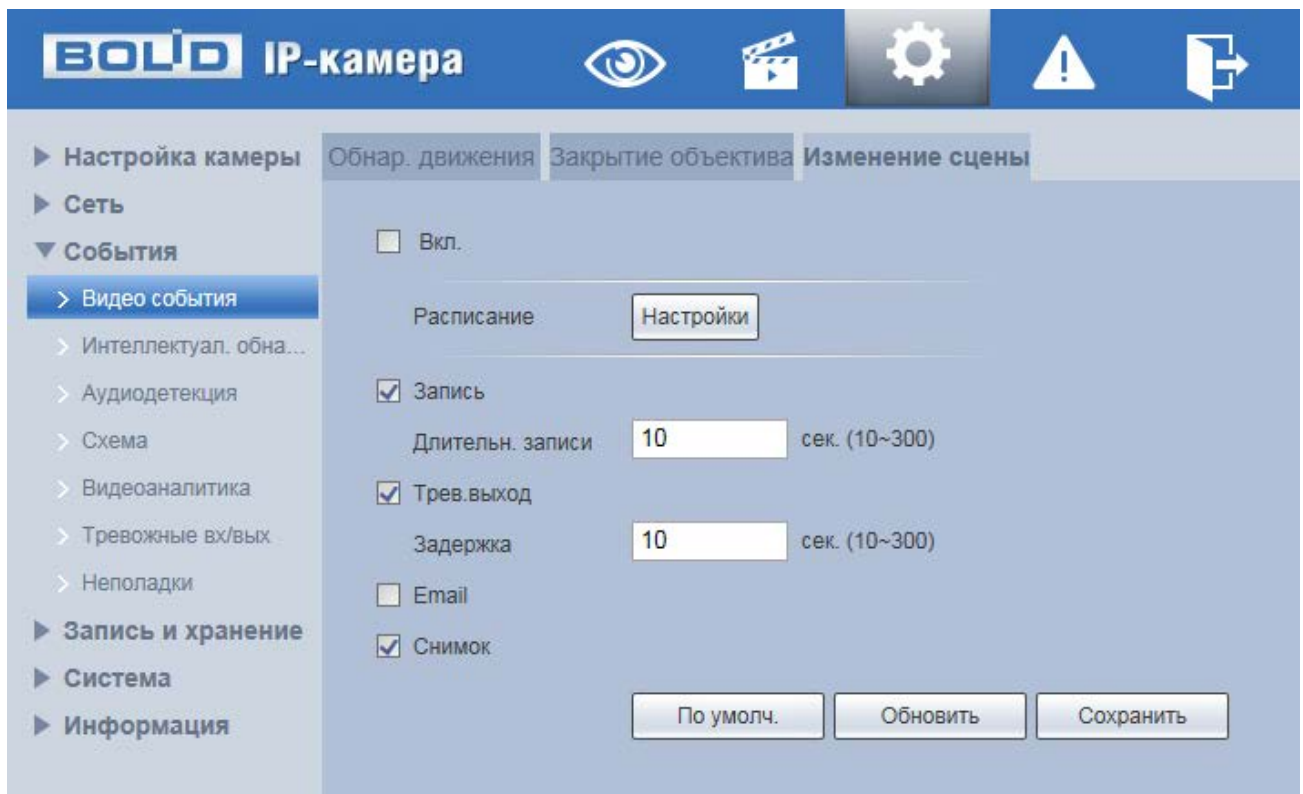 BOLID IP-камера
Настройка камеры
Сеть
События
Видео события
Интеллектуал. обна...
Аудиодетекция
Схема
Видеоаналитика
Тревожные вх/вых
Неполадки
Запись и хранение
Система
Информация
Обнар. движения Закрытие объектива Изменение сцены
Вкл.
Расписание Настройки
Запись
Длительн. записи 10 сек. (10~300)
Трев.выход
Задержка 10 сек. (10~300)
Email
Снимок
По умолч. Обновить Сохранить